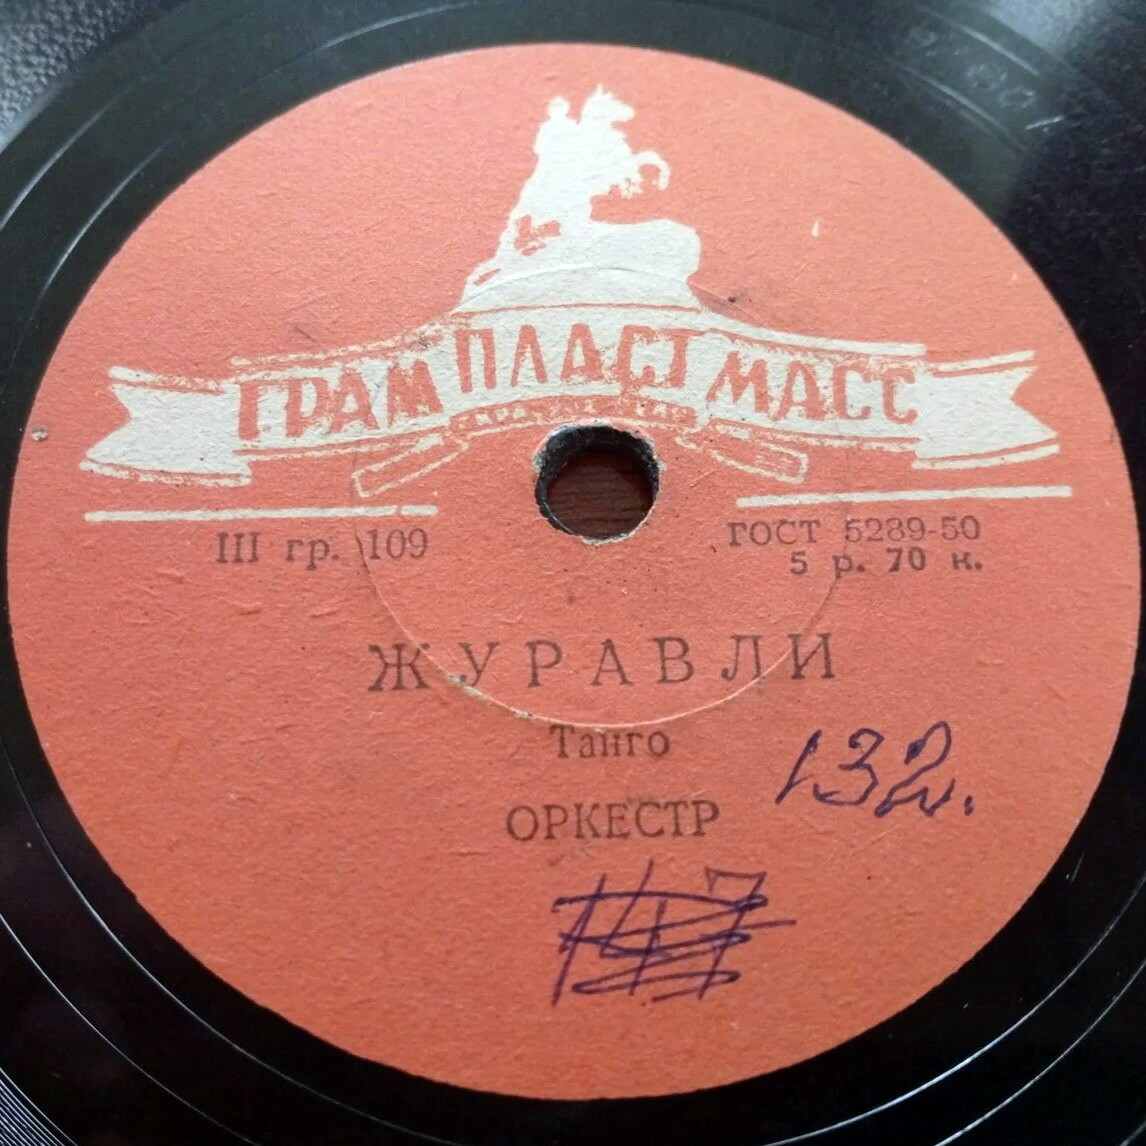 ГРАМ ПЛАСТ МАСС
III гр. 109
ГОСТ 5289-50
5 р. 70 к.
ЖУРАВЛИ
Танго
132.
ОРКЕСТР